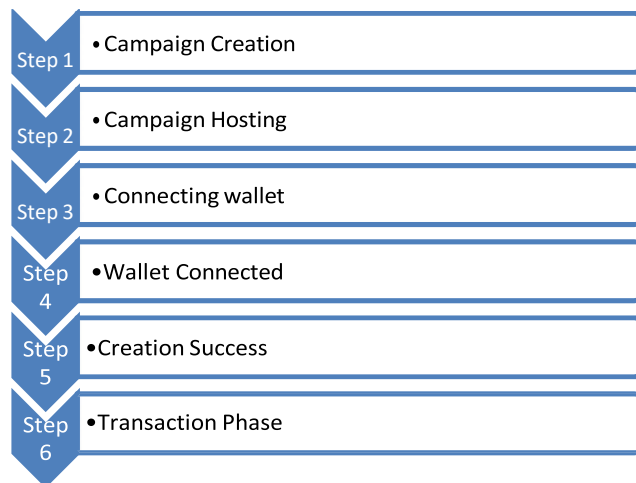 Step 1
• Campaign Creation
Step 2
• Campaign Hosting
Step 3
• Connecting wallet
Step
4
•Wallet Connected
Step
5
•Creation Success
Step
6
•Transaction Phase